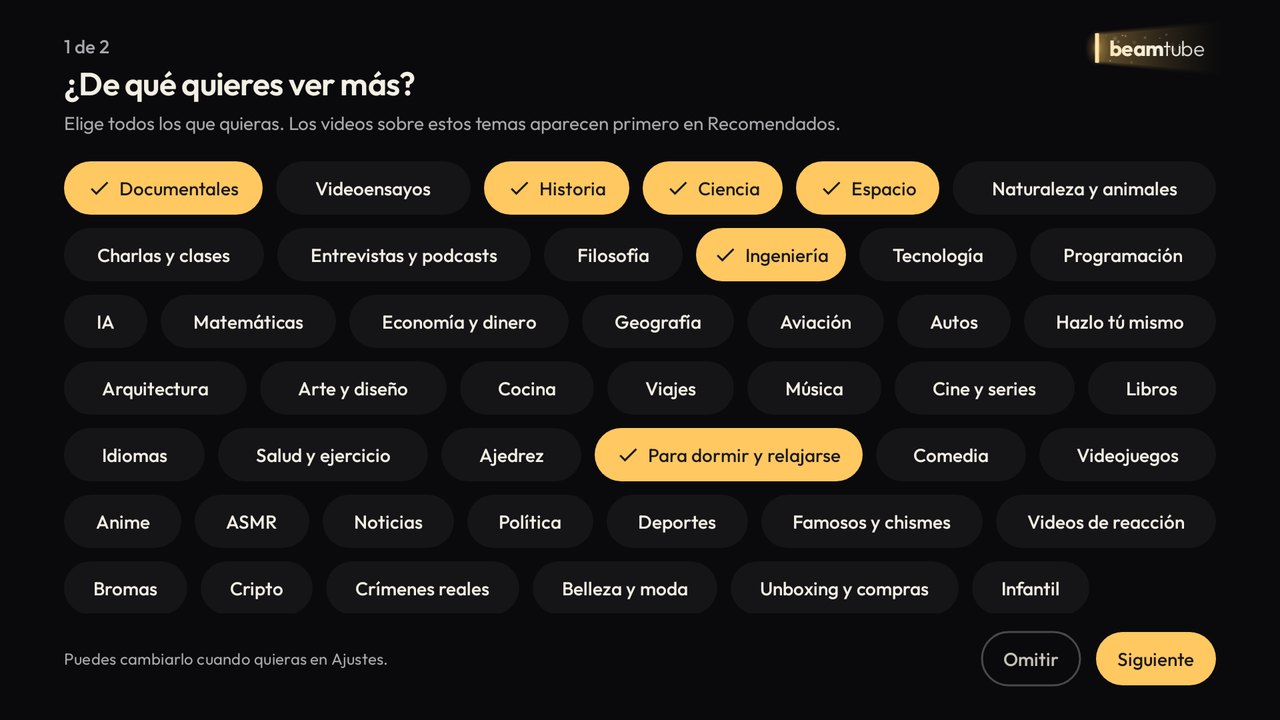 1 de 2
beamtube
¿De qué quieres ver más?
Elige todos los que quieras. Los videos sobre estos temas aparecen primero en Recomendados.
Documentales Videoensayos Historia Ciencia Espacio Naturaleza y animales
Charlas y clases Entrevistas y podcasts Filosofía Ingeniería Tecnología Programación
IA Matemáticas Economía y dinero Geografía Aviación Autos Hazlo tú mismo
Arquitectura Arte y diseño Cocina Viajes Música Cine y series Libros
Idiomas Salud y ejercicio Ajedrez Para dormir y relajarse Comedia Videojuegos
Anime ASMR Noticias Política Deportes Famosos y chismes Videos de reacción
Bromas Cripto Crímenes reales Belleza y moda Unboxing y compras Infantil
Puedes cambiarlo cuando quieras en Ajustes.
Omitir Siguiente